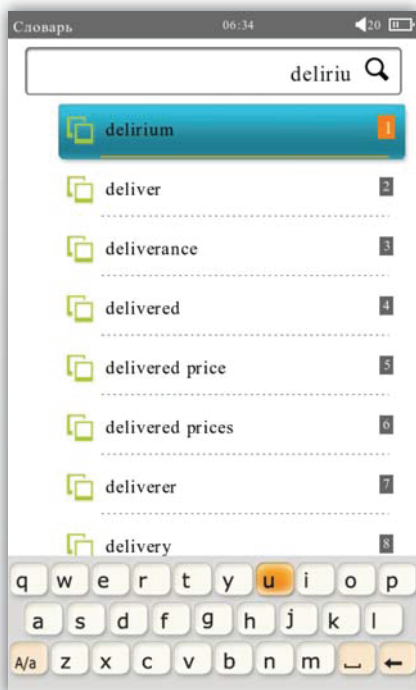 Словарь 06:34 20
deliriu
delirium 1
deliver 2
deliverance 3
delivered 4
delivered price 5
delivered prices 6
deliverer 7
delivery 8
q w e r t y u i o p
a s d f g h j k l
A/a z x c v b n m